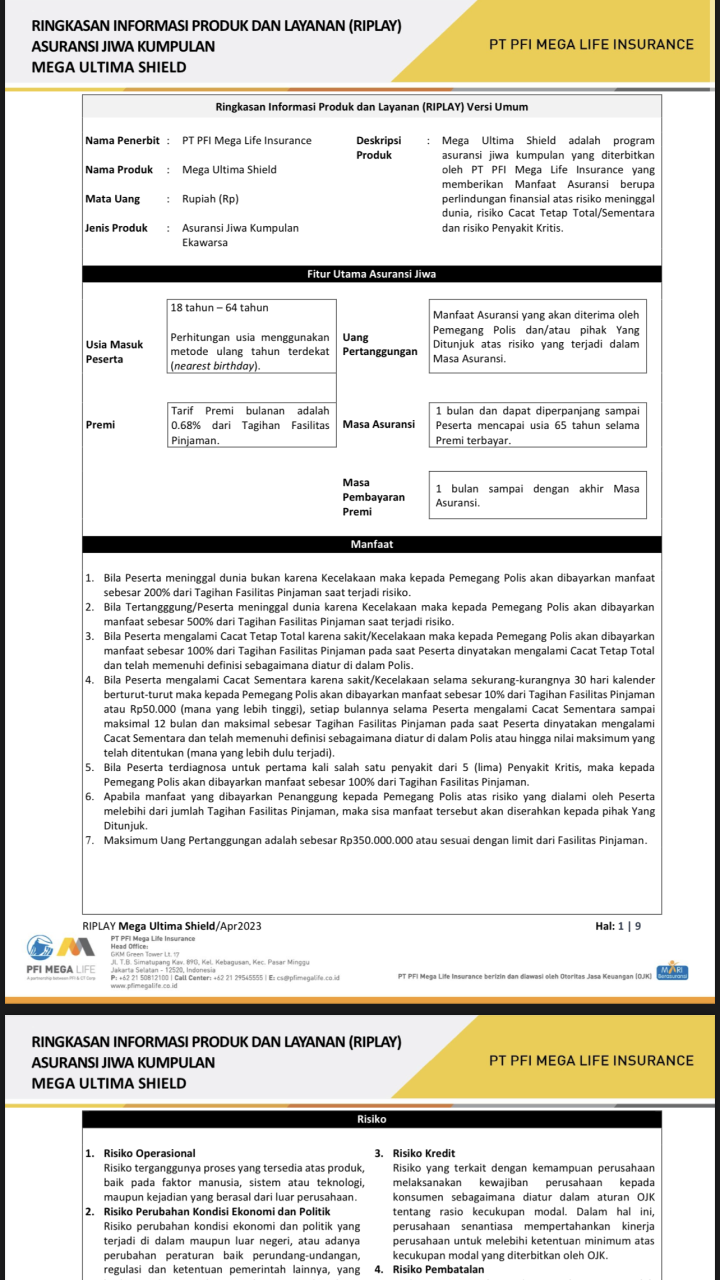 RINGKASAN INFORMASI PRODUK DAN LAYANAN (RIPLAY)
ASURANSI JIWA KUMPULAN
MEGA ULTIMA SHIELD
PT PFI MEGA LIFE INSURANCE
Ringkasan Informasi Produk dan Layanan (RIPLAY) Versi Umum
Nama Penerbit : PT PFI Mega Life Insurance
Nama Produk : Mega Ultima Shield
Mata Uang : Rupiah (Rp)
Jenis Produk : Asuransi Jiwa Kumpulan
Ekawarsa
Deskripsi
Produk
: Mega Ultima Shield adalah program
asuransi jiwa kumpulan yang diterbitkan
oleh PT PFI Mega Life Insurance yang
memberikan Manfaat Asuransi berupa
perlindungan finansial atas risiko meninggal
dunia, risiko Cacat Tetap Total/Sementara
dan risiko Penyakit Kritis.
Fitur Utama Asuransi Jiwa
Usia Masuk
Peserta
18 tahun – 64 tahun
Perhitungan usia menggunakan
metode ulang tahun terdekat
(nearest birthday).
Uang
Pertanggungan
Manfaat Asuransi yang akan diterima oleh
Pemegang Polis dan/atau pihak Yang
Ditunjuk atas risiko yang terjadi dalam
Masa Asuransi.
Premi
Tarif Premi bulanan adalah
0.68% dari Tagihan Fasilitas
Pinjaman.
Masa Asuransi
1 bulan dan dapat diperpanjang sampai
Peserta mencapai usia 65 tahun selama
Premi terbayar.
Masa
Pembayaran
Premi
1 bulan sampai dengan akhir Masa
Asuransi.
Manfaat
1. Bila Peserta meninggal dunia bukan karena Kecelakaan maka kepada Pemegang Polis akan dibayarkan manfaat
sebesar 200% dari Tagihan Fasilitas Pinjaman saat terjadi risiko.
2. Bila Tertangggung/Peserta meninggal dunia karena Kecelakaan maka kepada Pemegang Polis akan dibayarkan
manfaat sebesar 500% dari Tagihan Fasilitas Pinjaman saat terjadi risiko.
3. Bila Peserta mengalami Cacat Tetap Total karena sakit/Kecelakaan maka kepada Pemegang Polis akan dibayarkan
manfaat sebesar 100% dari Tagihan Fasilitas Pinjaman pada saat Peserta dinyatakan mengalami Cacat Tetap Total
dan telah memenuhi definisi sebagaimana diatur di dalam Polis.
4. Bila Peserta mengalami Cacat Sementara karena sakit/Kecelakaan selama sekurang-kurangnya 30 hari kalender
berturut-turut maka kepada Pemegang Polis akan dibayarkan manfaat sebesar 10% dari Tagihan Fasilitas Pinjaman
atau Rp50.000 (mana yang lebih tinggi), setiap bulannya selama Peserta mengalami Cacat Sementara sampai
maksimal 12 bulan dan maksimal sebesar Tagihan Fasilitas Pinjaman pada saat Peserta dinyatakan mengalami
Cacat Sementara dan telah memenuhi definisi sebagaimana diatur di dalam Polis atau hingga nilai maksimum yang
telah ditentukan (mana yang lebih dulu terjadi).
5. Bila Peserta terdiagnosa untuk pertama kali salah satu penyakit dari 5 (lima) Penyakit Kritis, maka kepada
Pemegang Polis akan dibayarkan manfaat sebesar 100% dari Tagihan Fasilitas Pinjaman.
6. Apabila manfaat yang dibayarkan Penanggung kepada Pemegang Polis atas risiko yang dialami oleh Peserta
melebihi dari jumlah Tagihan Fasilitas Pinjaman, maka sisa manfaat tersebut akan diserahkan kepada pihak Yang
Ditunjuk.
7. Maksimum Uang Pertanggungan adalah sebesar Rp350.000.000 atau sesuai dengan limit dari Fasilitas Pinjaman.
RIPLAY Mega Ultima Shield/Apr2023
Hal: 1 | 9
PFI MEGA LIFE
A partnership between PFI & CT Corp
PT PFI Mega Life Insurance
Head Office:
GKM Green Tower Lt. 17
Jl. T.B. Simatupang Kav. 89G, Kel. Kebagusan, Kec. Pasar Minggu
Jakarta Selatan - 12520, Indonesia
P: +62 21 50812100 | Call Center: +62 21 29545555 | E: cs@pfimegalife.co.id
www.pfimegalife.co.id
PT PFI Mega Life Insurance berizin dan diawasi oleh Otoritas Jasa Keuangan (OJK)
MARI
Berasuransi
RINGKASAN INFORMASI PRODUK DAN LAYANAN (RIPLAY)
ASURANSI JIWA KUMPULAN
MEGA ULTIMA SHIELD
PT PFI MEGA LIFE INSURANCE
Risiko
1. Risiko Operasional
Risiko terganggunya proses yang tersedia atas produk,
baik pada faktor manusia, sistem atau teknologi,
maupun kejadian yang berasal dari luar perusahaan.
2. Risiko Perubahan Kondisi Ekonomi dan Politik
Risiko perubahan kondisi ekonomi dan politik yang
terjadi di dalam maupun luar negeri, atau adanya
perubahan peraturan baik perundang-undangan,
regulasi dan ketentuan pemerintah lainnya, yang
3. Risiko Kredit
Risiko yang terkait dengan kemampuan perusahaan
melaksanakan kewajiban perusahaan kepada
konsumen sebagaimana diatur dalam aturan OJK
tentang rasio kecukupan modal. Dalam hal ini,
perusahaan senantiasa mempertahankan kinerja
perusahaan untuk melebihi ketentuan minimum atas
kecukupan modal yang diterbitkan oleh OJK.
4. Risiko Pembatalan